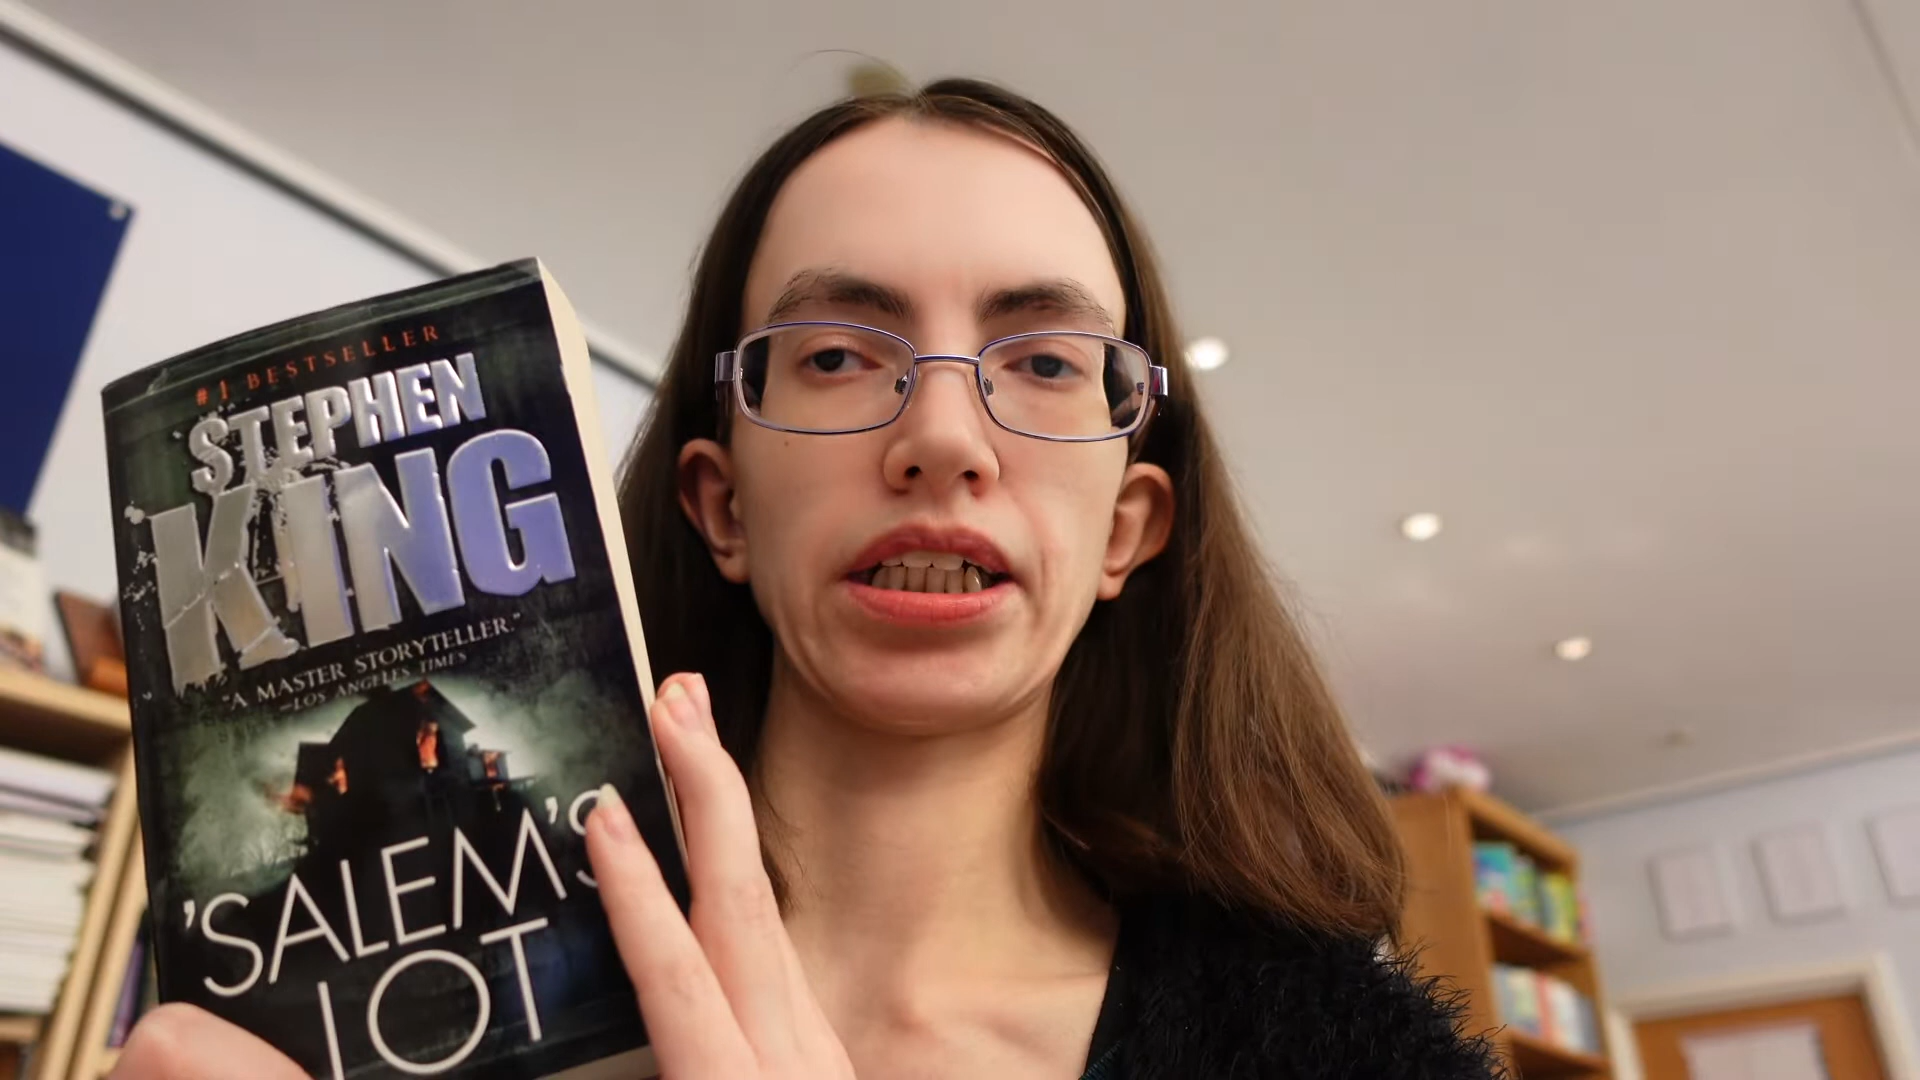 #1 BESTSELLER
STEPHEN
KING
"A MASTER STORYTELLER."
—LOS ANGELES TIMES
'SALEM'S
LOT